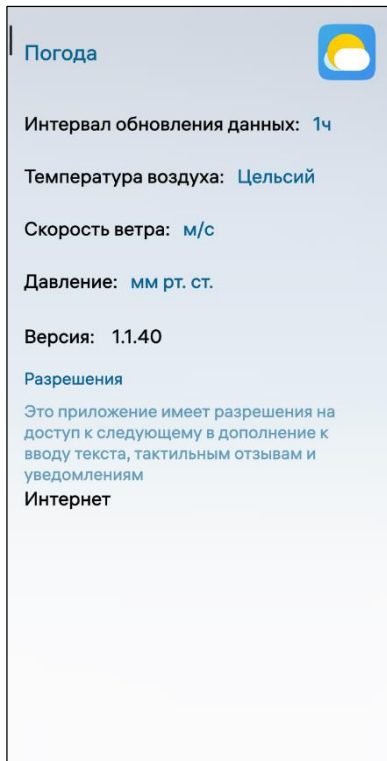 Погода
Интервал обновления данных: 1ч
Температура воздуха: Цельсий
Скорость ветра: м/с
Давление: мм рт. ст.
Версия: 1.1.40
Разрешения
Это приложение имеет разрешения на
доступ к следующему в дополнение к
вводу текста, тактильным отзывам и
уведомлениям
Интернет